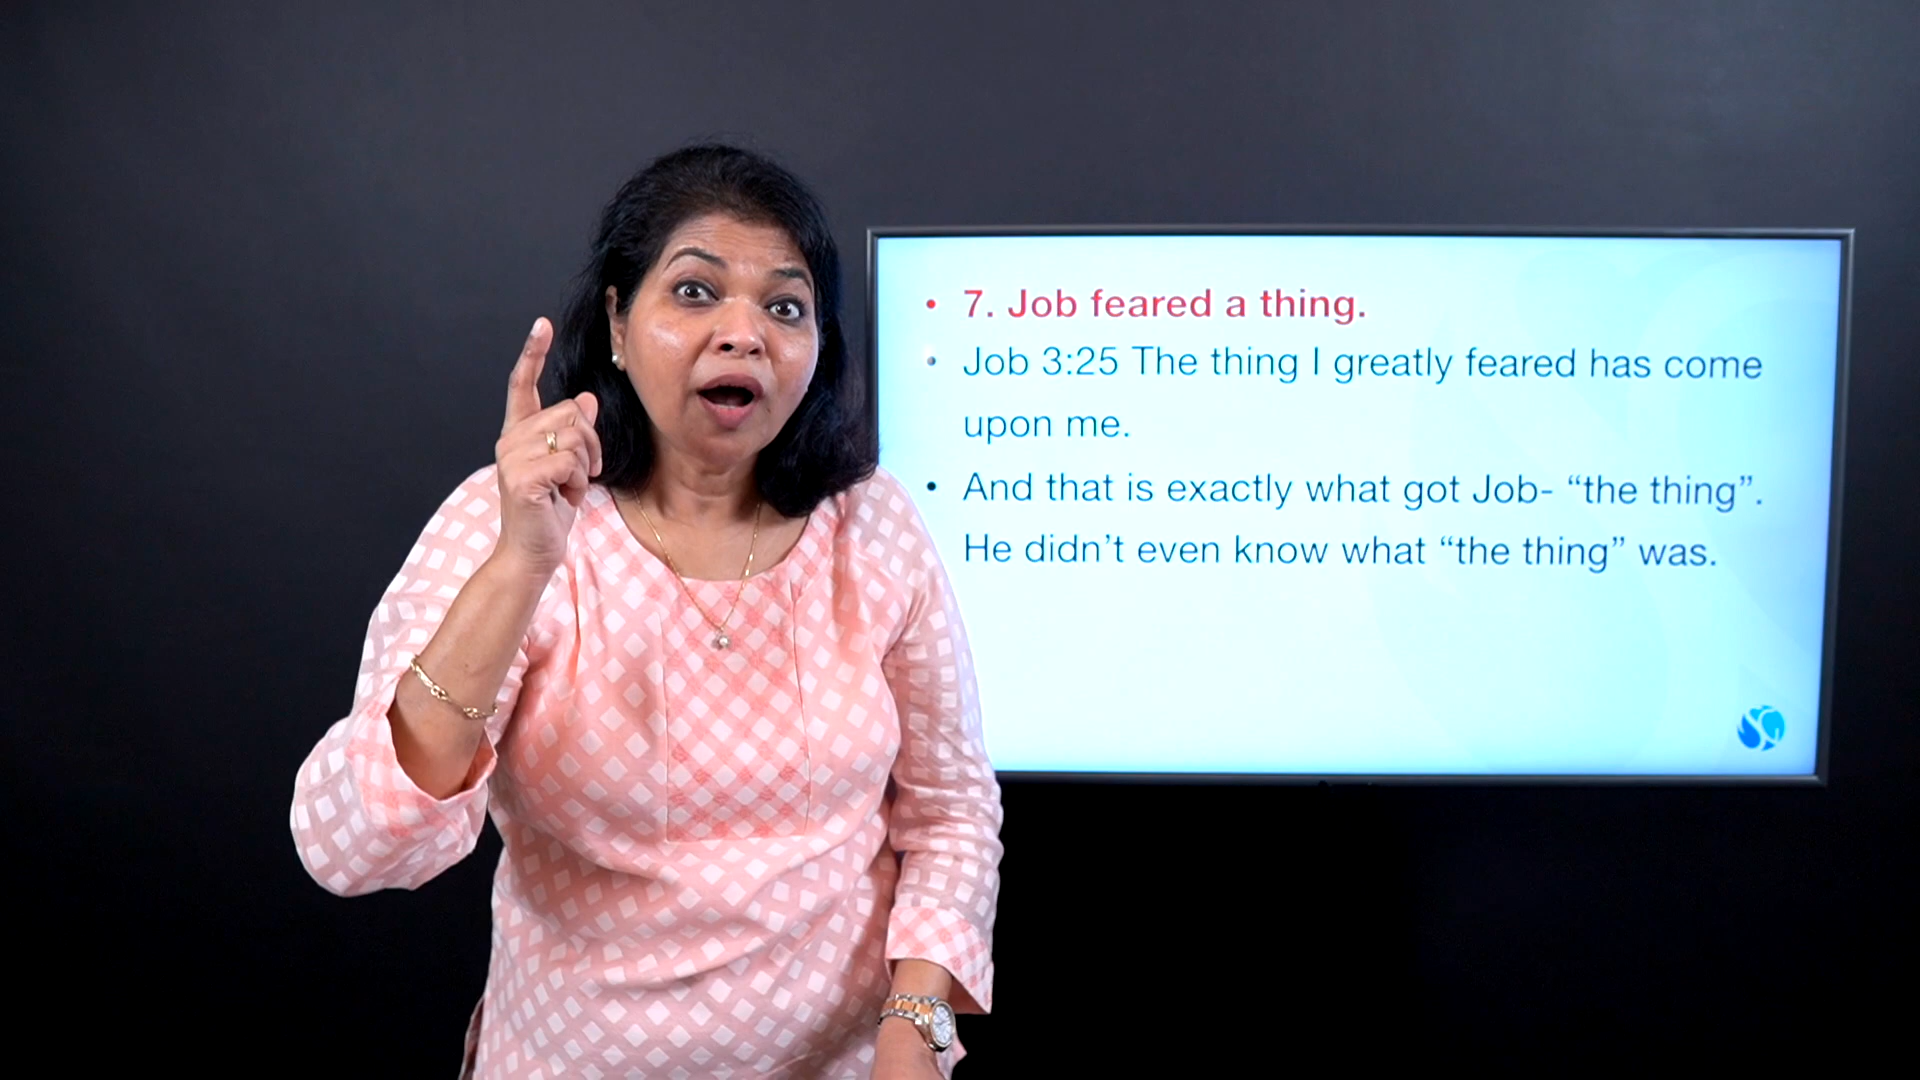 • 7. Job feared a thing.
• Job 3:25 The thing I greatly feared has come
upon me.
• And that is exactly what got Job- “the thing”.
He didn’t even know what “the thing” was.